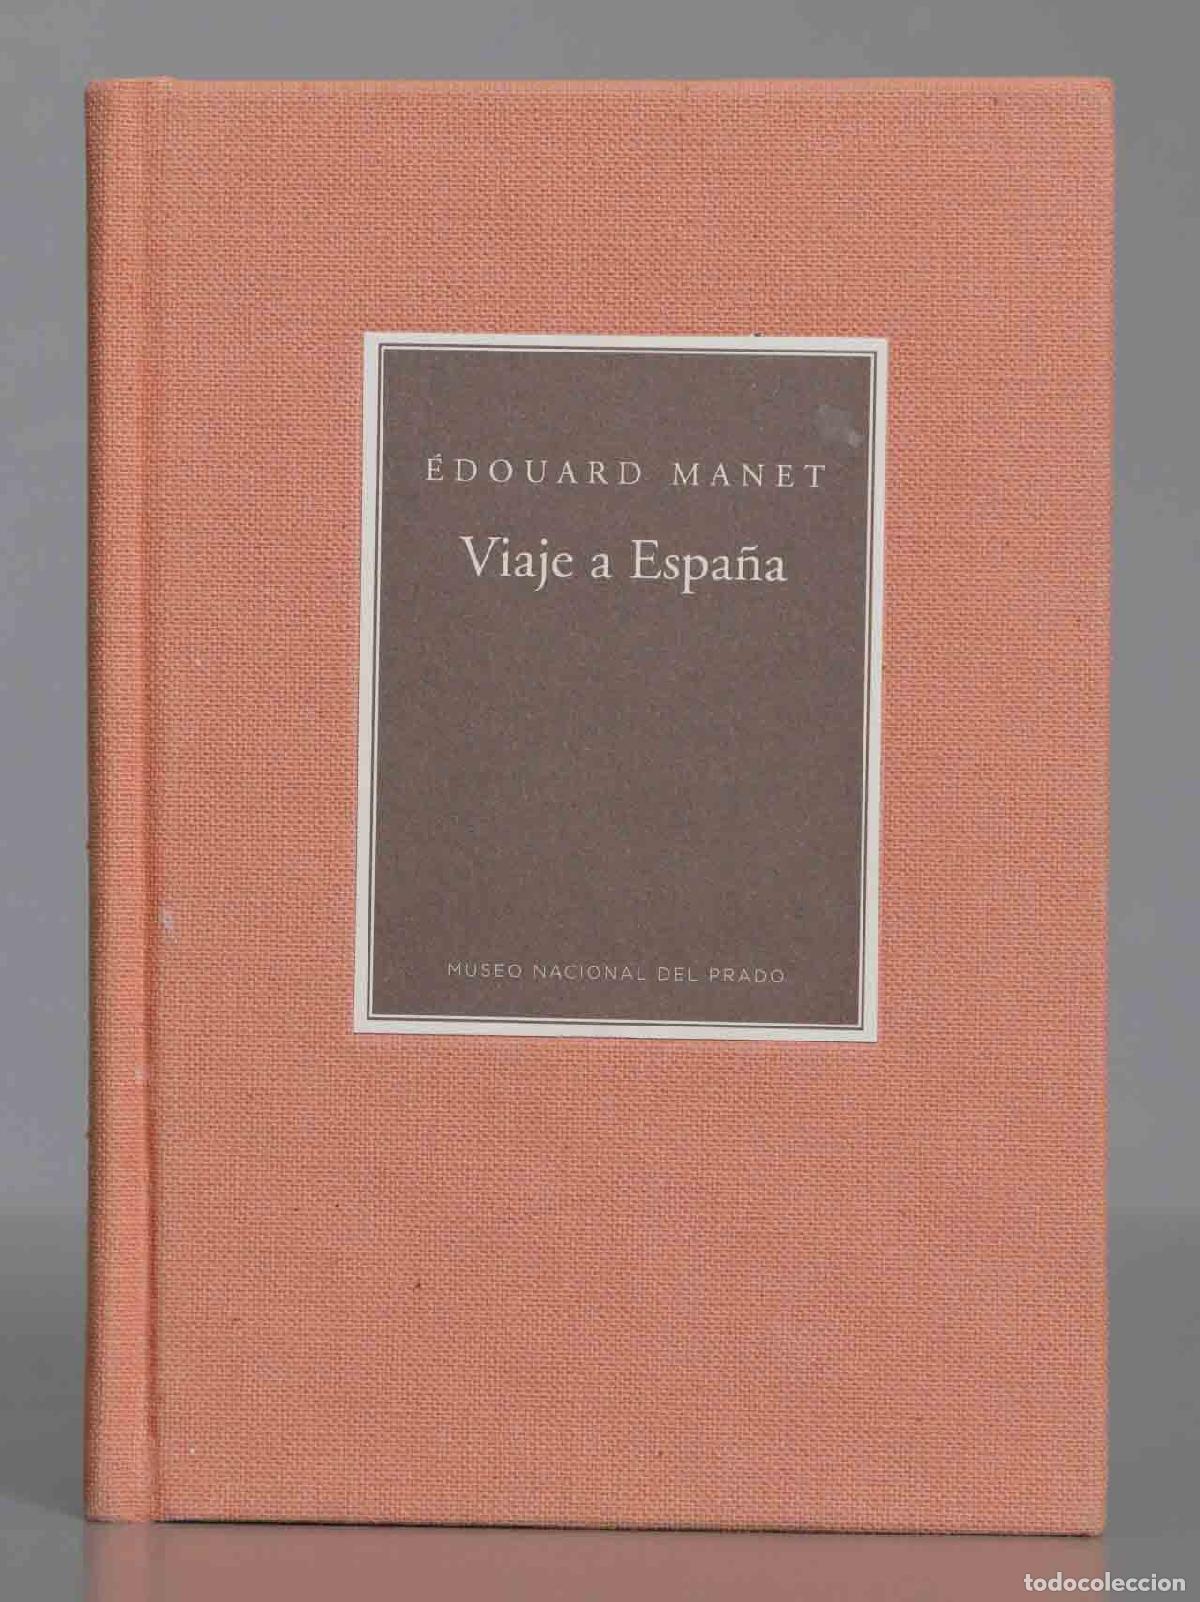 ÉDOUARD MANET
Viaje a España
MUSEO NACIONAL DEL PRADO
todocoleccion